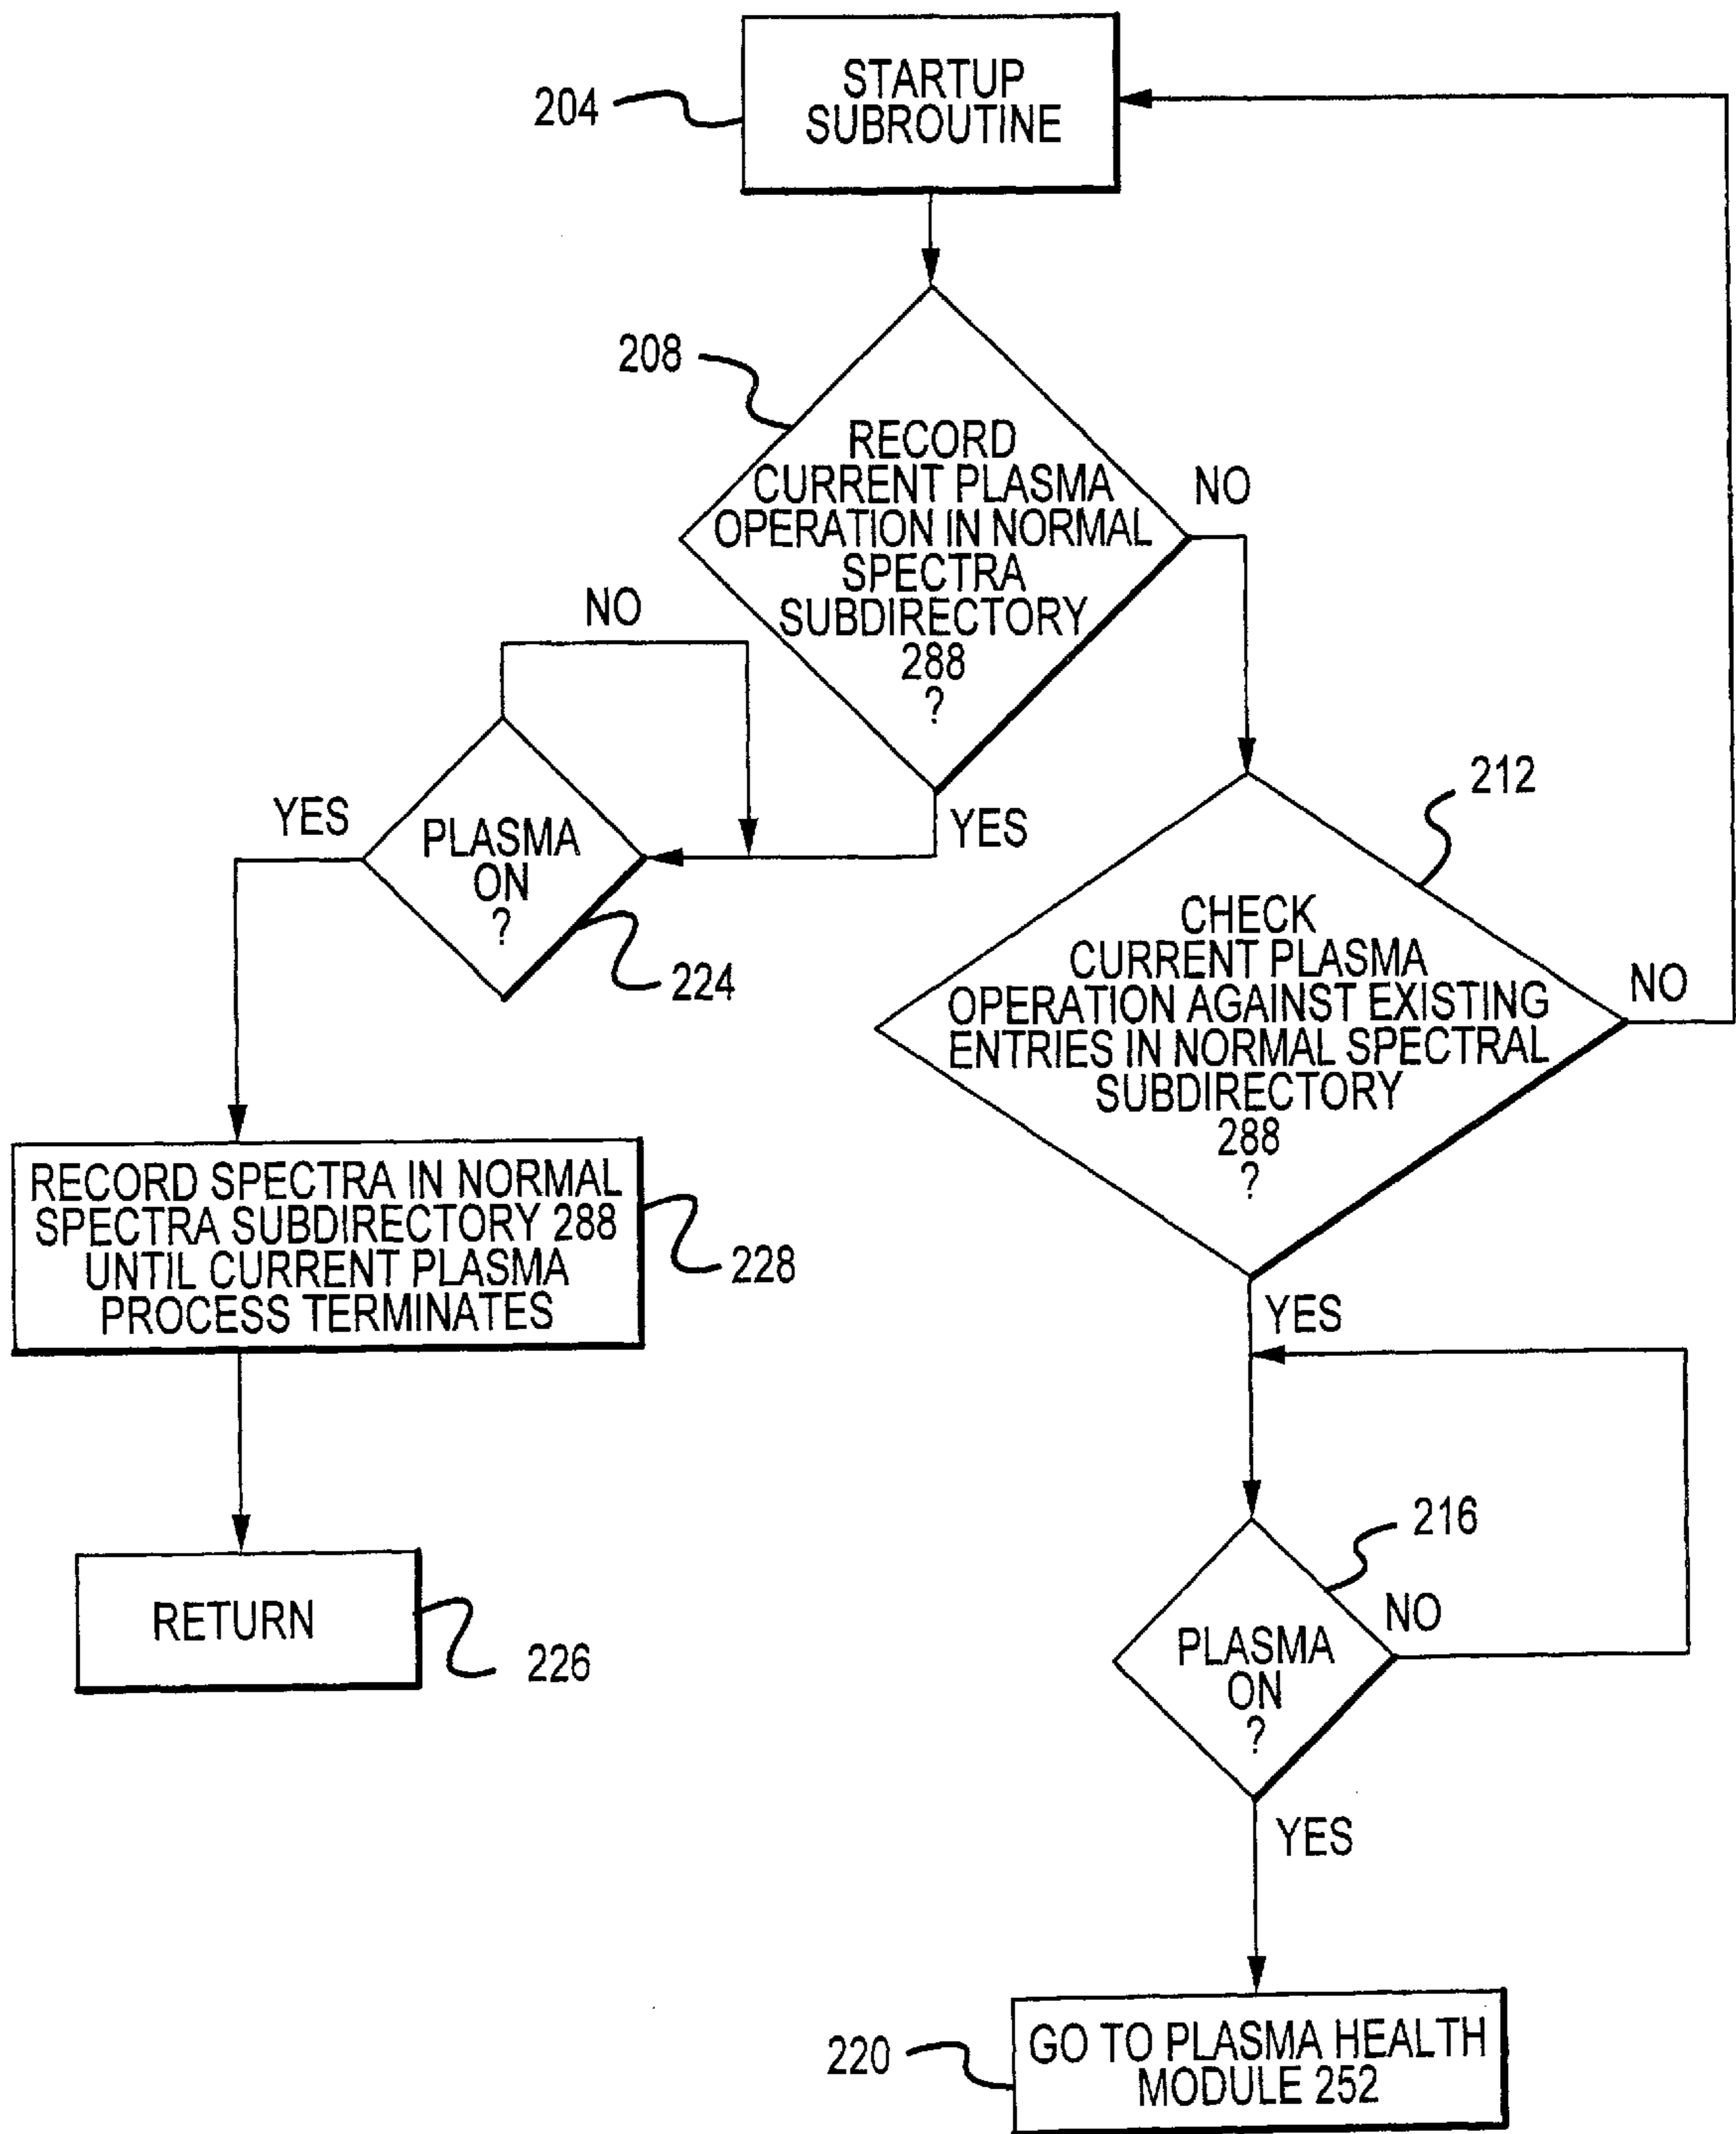 STARTUP
SUBROUTINE
204
208
RECORD
CURRENT PLASMA
OPERATION IN NORMAL
SPECTRA
SUBDIRECTORY
288
?
NO
YES
NO
PLASMA
ON
?
YES
224
212
CHECK
CURRENT PLASMA
OPERATION AGAINST EXISTING
ENTRIES IN NORMAL SPECTRAL
SUBDIRECTORY
288
?
NO
YES
RECORD SPECTRA IN NORMAL
SPECTRA SUBDIRECTORY 288
UNTIL CURRENT PLASMA
PROCESS TERMINATES
228
RETURN
226
216
PLASMA
ON
?
NO
YES
220
GO TO PLASMA HEALTH
MODULE 252